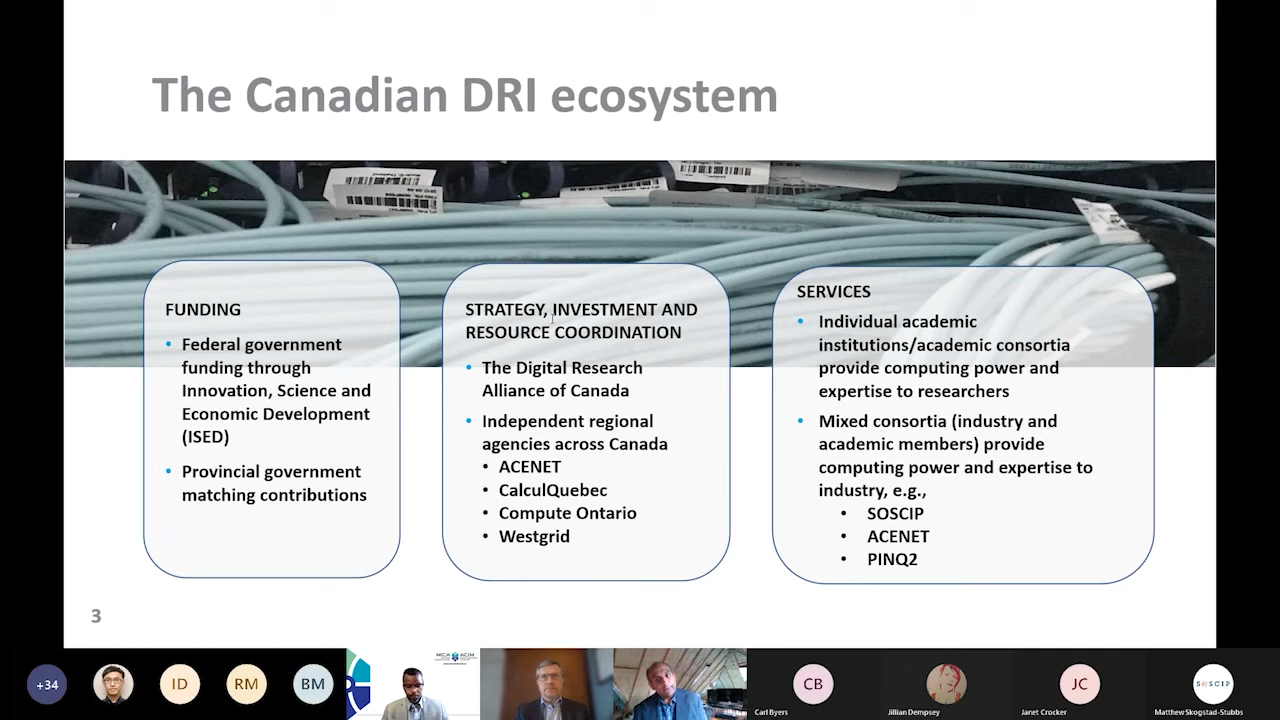 The Canadian DRI ecosystem
FUNDING
• Federal government
funding through
Innovation, Science and
Economic Development
(ISED)
• Provincial government
matching contributions
STRATEGY, INVESTMENT AND
RESOURCE COORDINATION
• The Digital Research
Alliance of Canada
• Independent regional
agencies across Canada
• ACENET
• CalculQuebec
• Compute Ontario
• Westgrid
SERVICES
• Individual academic
institutions/academic consortia
provide computing power and
expertise to researchers
• Mixed consortia (industry and
academic members) provide
computing power and expertise to
industry, e.g.,
• SOSCIP
• ACENET
• PINQ2
3
+34
ID
RM
BM
MICA ACIM
CB
Carl Byers
Jillian Dempsey
JC
Janet Crocker
SOSCIP
Matthew Skogstad-Stubbs